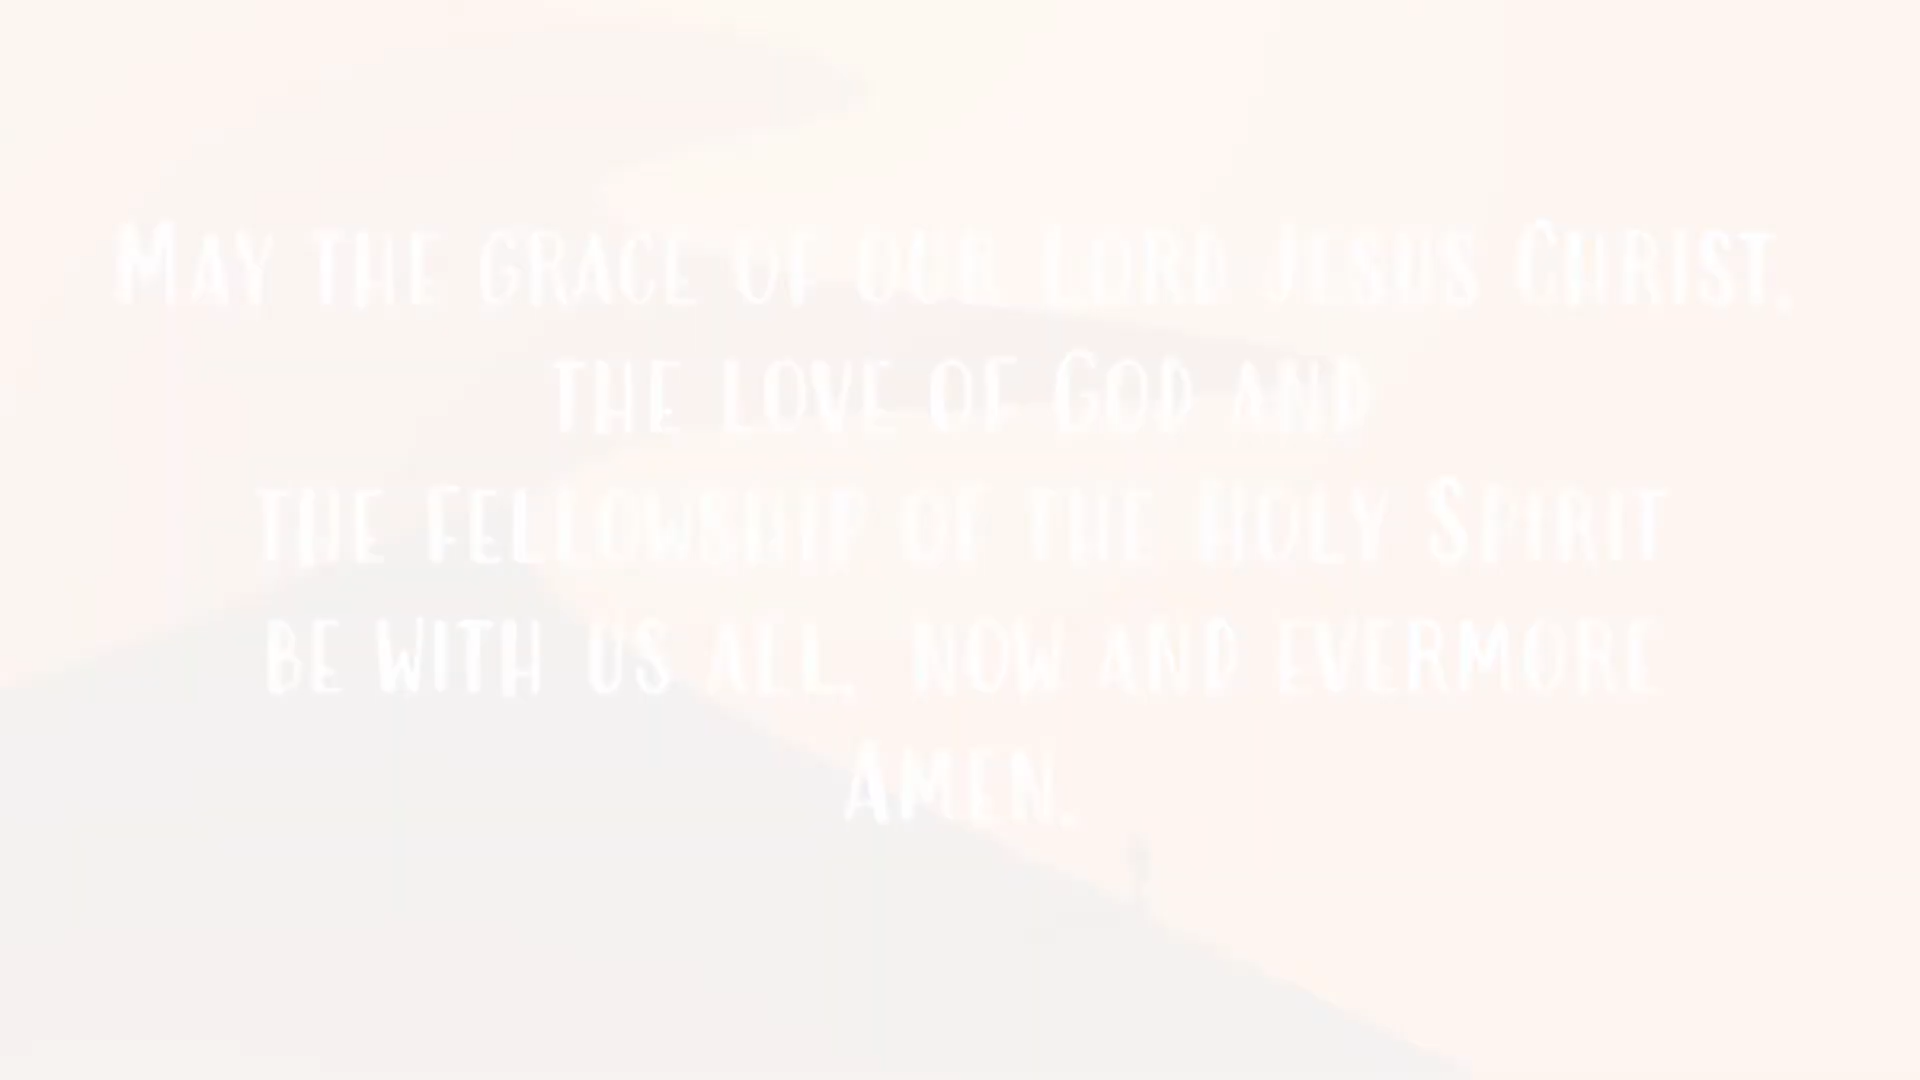 May the grace of our Lord Jesus Christ,
the love of God and
the fellowship of the Holy Spirit
be with us all, now and evermore
Amen.